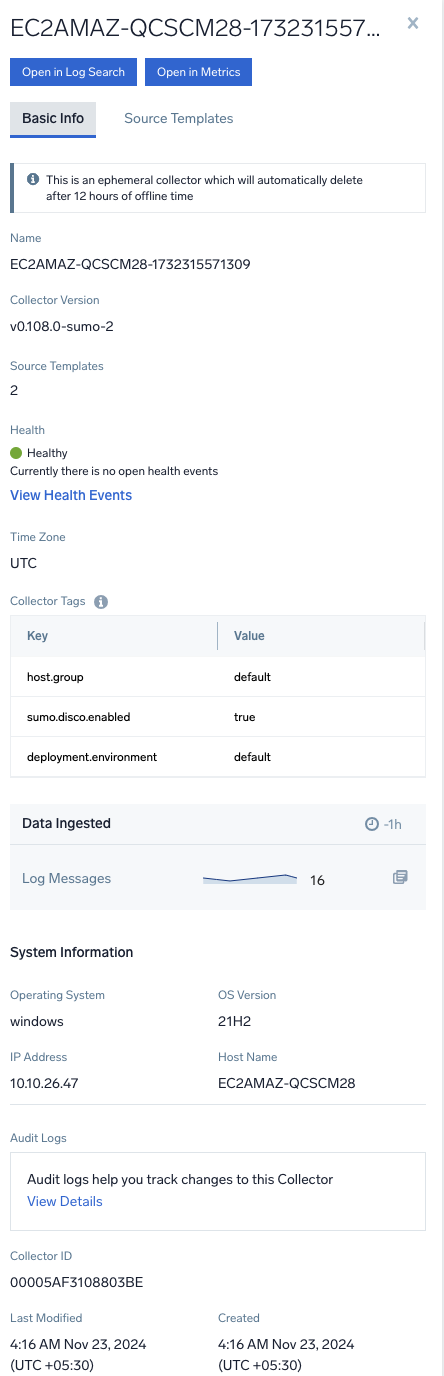 EC2AMAZ-QCSCM28-173231557...
Open in Log Search
Open in Metrics
Basic Info
Source Templates
This is an ephemeral collector which will automatically delete
after 12 hours of offline time
Name
EC2AMAZ-QCSCM28-1732315571309
Collector Version
v0.108.0-sumo-2
Source Templates
2
Health
Healthy
Currently there is no open health events
View Health Events
Time Zone
UTC
Collector Tags
Key Value
host.group default
sumo.disco.enabled true
deployment.environment default
Data Ingested -1h
Log Messages 16
System Information
Operating System OS Version
windows 21H2
IP Address Host Name
10.10.26.47 EC2AMAZ-QCSCM28
Audit Logs
Audit logs help you track changes to this Collector
View Details
Collector ID
00005AF3108803BE
Last Modified Created
4:16 AM Nov 23, 2024 4:16 AM Nov 23, 2024
(UTC +05:30) (UTC +05:30)